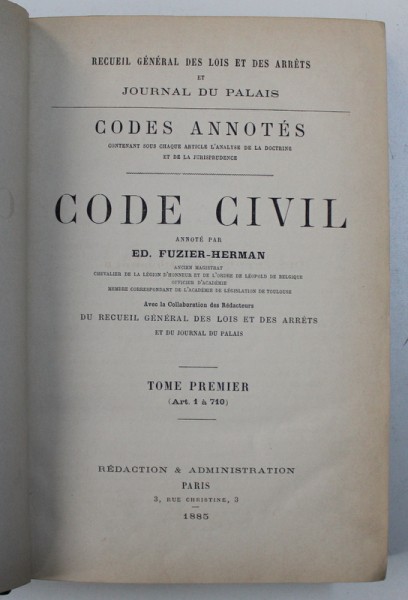 RECUEIL GÉNÉRAL DES LOIS ET DES ARRÊTS
ET
JOURNAL DU PALAIS
CODES ANNOTÉS
CONTENANT SOUS CHAQUE ARTICLE L'ANALYSE DE LA DOCTRINE
ET DE LA JURISPRUDENCE
CODE CIVIL
ANNOTÉ PAR
ED. FUZIER-HERMAN
ANCIEN MAGISTRAT
CHEVALIER DE LA LÉGION D'HONNEUR ET DE L'ORDRE DE LÉOPOLD DE BELGIQUE
OFFICIER D'ACADÉMIE
MEMBRE CORRESPONDANT DE L'ACADÉMIE DE LÉGISLATION DE TOULOUSE
Avec la Collaboration des Rédacteurs
DU RECUEIL GÉNÉRAL DES LOIS ET DES ARRÊTS
ET DU JOURNAL DU PALAIS
TOME PREMIER
(Art. 1 à 710)
RÉDACTION & ADMINISTRATION
PARIS
3, RUE CHRISTINE, 3
1885